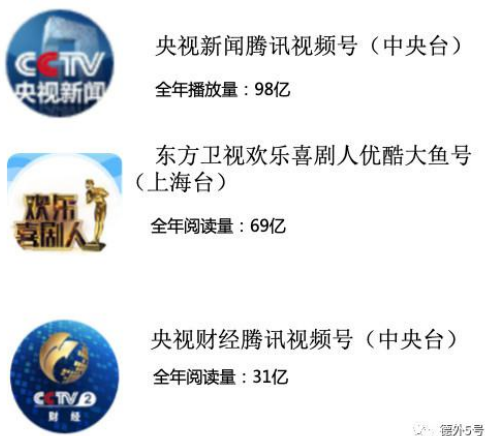 CCTV
央视新闻
央视新闻腾讯视频号（中央台）
全年播放量：98亿
欢乐
喜剧人
东方卫视欢乐喜剧人优酷大鱼号
（上海台）
全年阅读量：69亿
CCTV 2
财 经
央视财经腾讯视频号（中央台）
全年阅读量：31亿
德外5号